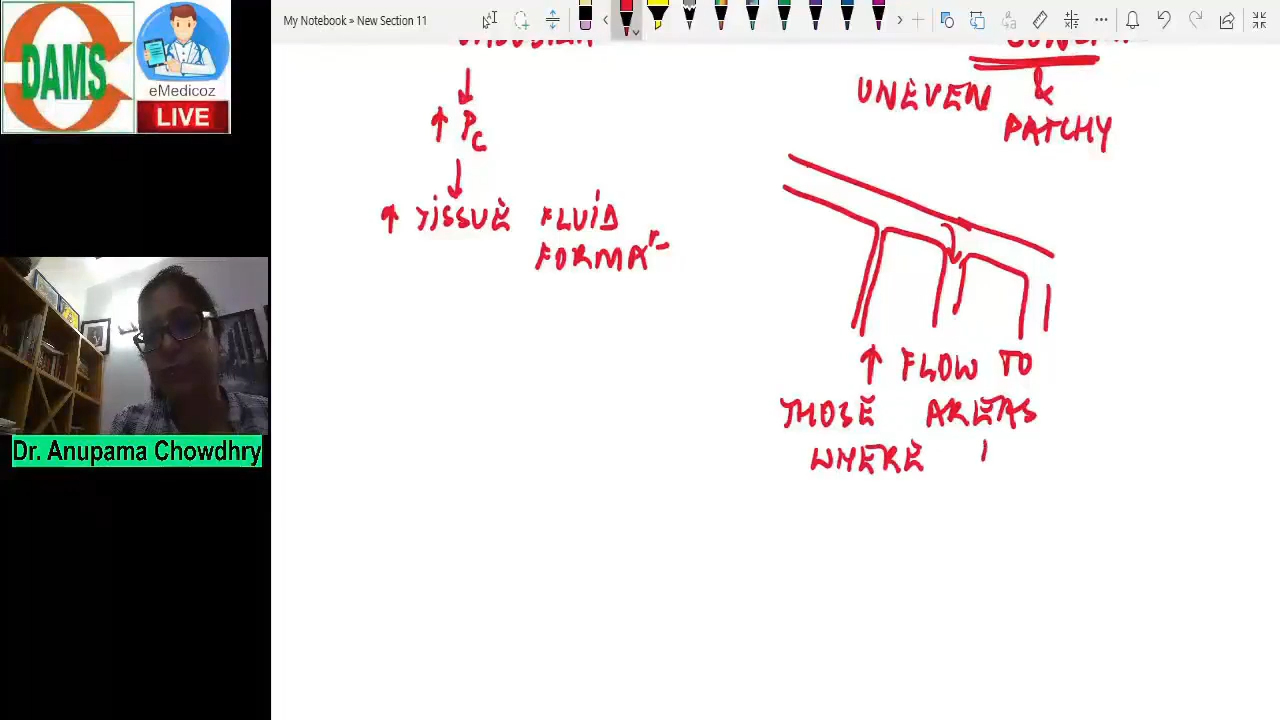 DAMS
eMedicoz
LIVE
Dr. Anupama Chowdhry
My Notebook » New Section 11
↑ PC
↑ TISSUE FLUID
FORMAⁿ
UNEVEN &
PATCHY
↑ FLOW TO
THOSE AREAS
WHERE